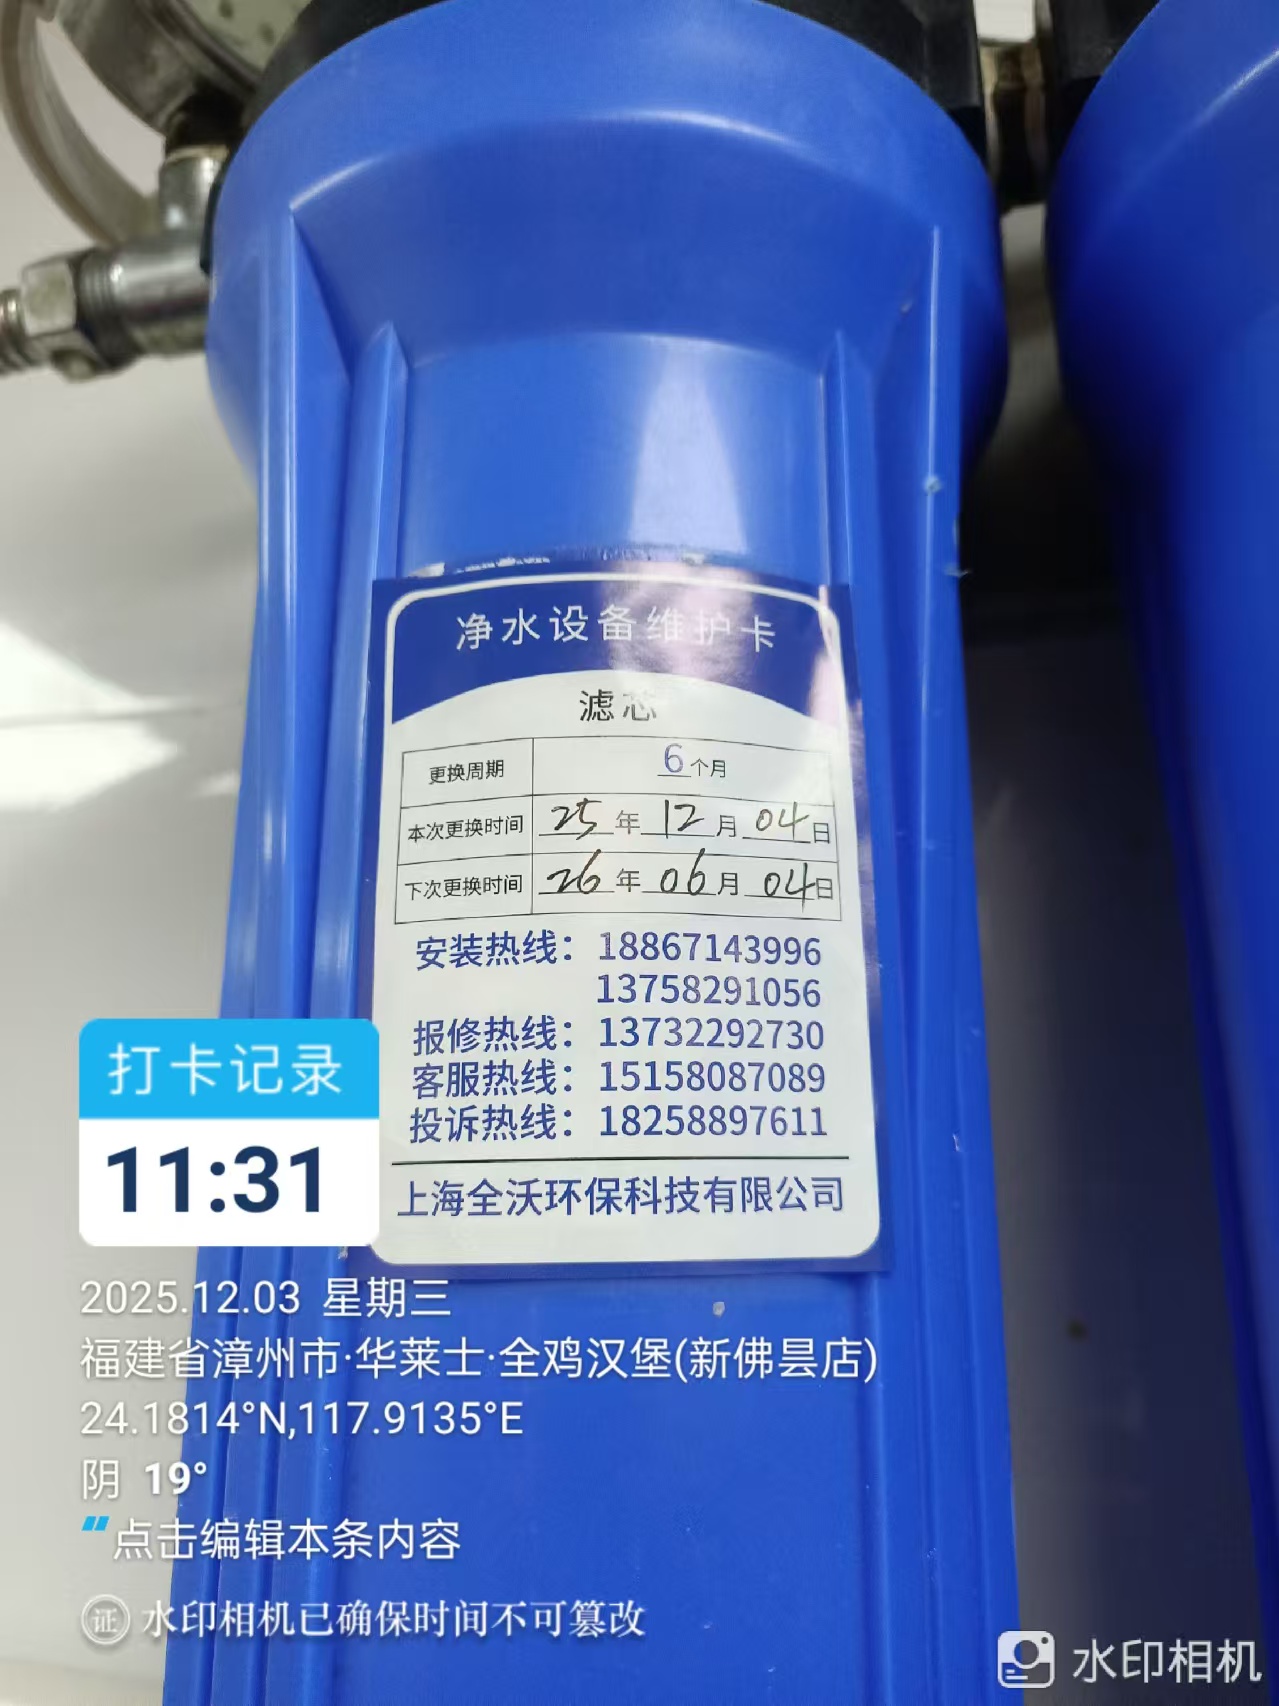 净水设备维护卡
滤芯
更换周期 6个月
本次更换时间 25年12月04日
下次更换时间 26年06月04日
安装热线：18867143996
13758291056
报修热线：13732292730
客服热线：15158087089
投诉热线：18258897611
上海全沃环保科技有限公司
打卡记录
11:31
2025.12.03 星期三
福建省漳州市·华莱士·全鸡汉堡(新佛昙店)
24.1814°N,117.9135°E
阴 19°
点击编辑本条内容
证 水印相机已确保时间不可篡改
水印相机